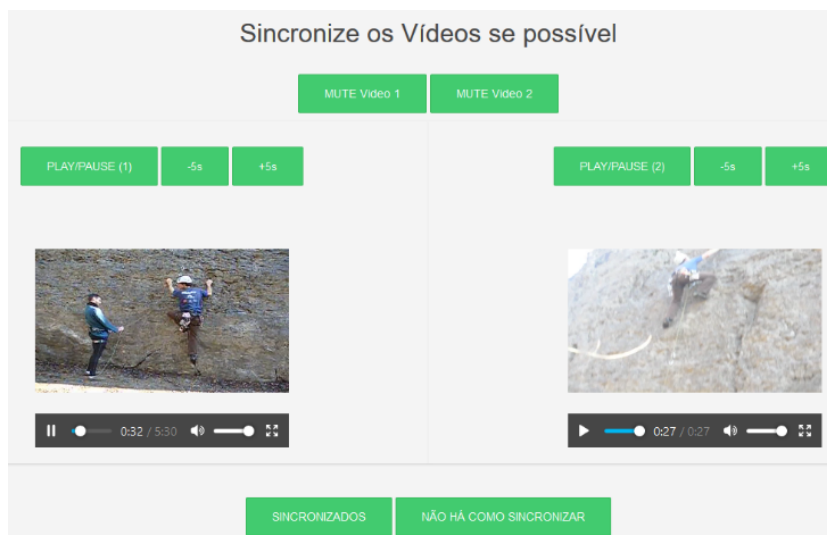 Sincronize os Vídeos se possível
MUTE Video 1 MUTE Video 2
PLAY/PAUSE (1) -5s +5s PLAY/PAUSE (2) -5s +5s
0:32 / 5:30 0:27 / 0:27
SINCRONIZADOS NÃO HÁ COMO SINCRONIZAR